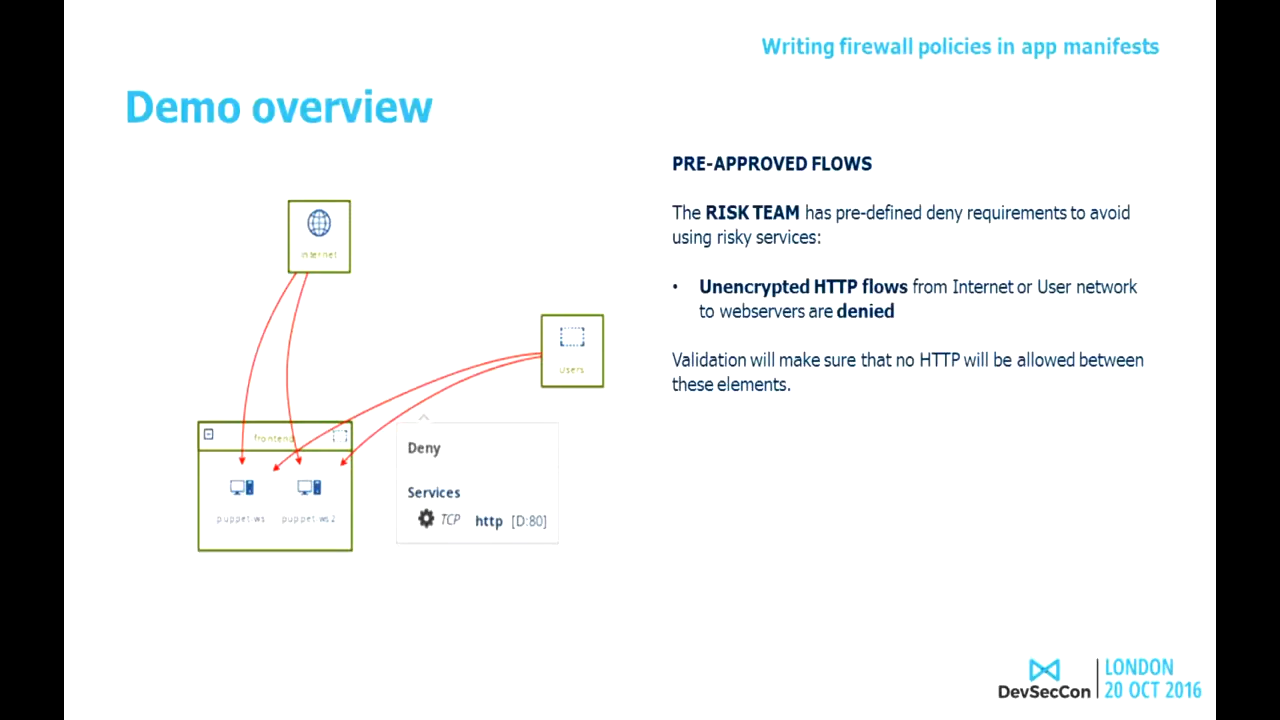 Writing firewall policies in app manifests
Demo overview
PRE-APPROVED FLOWS
The RISK TEAM has pre-defined deny requirements to avoid
using risky services:
• Unencrypted HTTP flows from Internet or User network
to webservers are denied
Validation will make sure that no HTTP will be allowed between
these elements.
internet
users
frontend
puppet ws
puppet ws2
Deny
Services
TCP http [D:80]
DevSecCon
LONDON
20 OCT 2016